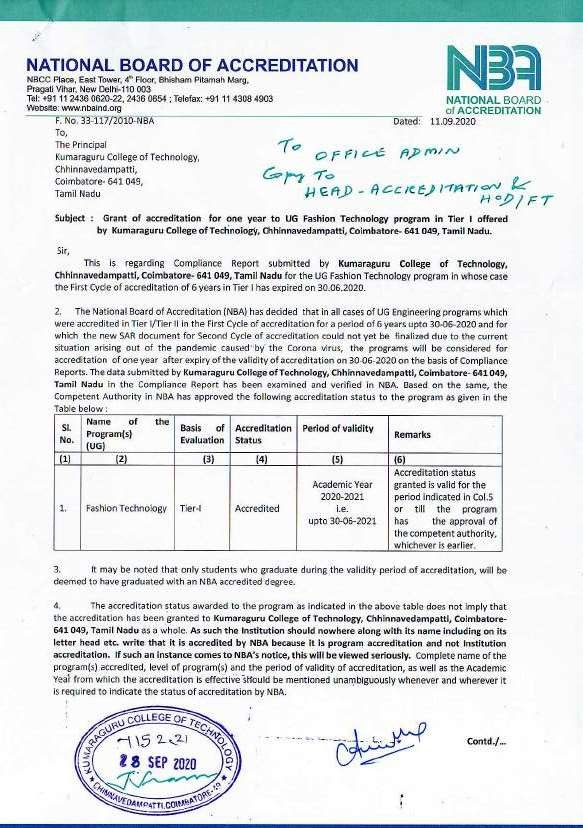 NATIONAL BOARD OF ACCREDITATION
NBCC Place, East Tower, 4th Floor, Bhisham Pitamah Marg,
Pragati Vihar, New Delhi-110 003
Tel: +91 11 2436 0620-22, 2436 0654 ; Telefax: +91 11 4308 4903
Website: www.nbaind.org
NBA
NATIONAL BOARD
of ACCREDITATION
F. No. 33-117/2010-NBA
Dated: 11.09.2020
To,
The Principal
Kumaraguru College of Technology,
Chhinnavedampatti,
Coimbatore- 641 049,
Tamil Nadu
To OFFICE ADMIN
Copy To
HEAD - ACCREDITATION &
HOD/FT
Subject : Grant of accreditation for one year to UG Fashion Technology program in Tier I offered
by Kumaraguru College of Technology, Chhinnavedampatti, Coimbatore- 641 049, Tamil Nadu.
Sir,
This is regarding Compliance Report submitted by Kumaraguru College of Technology,
Chhinnavedampatti, Coimbatore- 641 049, Tamil Nadu for the UG Fashion Technology program in whose case
the First Cycle of accreditation of 6 years in Tier I has expired on 30.06.2020.
2. The National Board of Accreditation (NBA) has decided that in all cases of UG Engineering programs which
were accredited in Tier I/Tier II in the First Cycle of accreditation for a period of 6 years upto 30-06-2020 and for
which the new SAR document for Second Cycle of accreditation could not yet be finalized due to the current
situation arising out of the pandemic caused by the Corona virus, the programs will be considered for
accreditation of one year after expiry of the validity of accreditation on 30-06-2020 on the basis of Compliance
Reports. The data submitted by Kumaraguru College of Technology, Chhinnavedampatti, Coimbatore- 641 049,
Tamil Nadu in the Compliance Report has been examined and verified in NBA. Based on the same, the
Competent Authority in NBA has approved the following accreditation status to the program as given in the
Table below :
Sl. No. Name of the Program(s) (UG) Basis of Evaluation Accreditation Status Period of validity Remarks
(1) (2) (3) (4) (5) (6)
1. Fashion Technology Tier-I Accredited
Academic Year
2020-2021
i.e.
upto 30-06-2021
Accreditation status
granted is valid for the
period indicated in Col.5
or till the program
has the approval of
the competent authority,
whichever is earlier.
3. It may be noted that only students who graduate during the validity period of accreditation, will be
deemed to have graduated with an NBA accredited degree.
4. The accreditation status awarded to the program as indicated in the above table does not imply that
the accreditation has been granted to Kumaraguru College of Technology, Chhinnavedampatti, Coimbatore-
641 049, Tamil Nadu as a whole. As such the Institution should nowhere along with its name including on its
letter head etc. write that it is accredited by NBA because it is program accreditation and not Institution
accreditation. If such an instance comes to NBA's notice, this will be viewed seriously. Complete name of the
program(s) accredited, level of program(s) and the period of validity of accreditation, as well as the Academic
Year from which the accreditation is effective should be mentioned unambiguously whenever and wherever it
is required to indicate the status of accreditation by NBA.
KUMARAGURU COLLEGE OF TECHNOLOGY
28 SEP 2020
CHINNAVEDAMPATTI, COIMBATORE-49
Contd./...